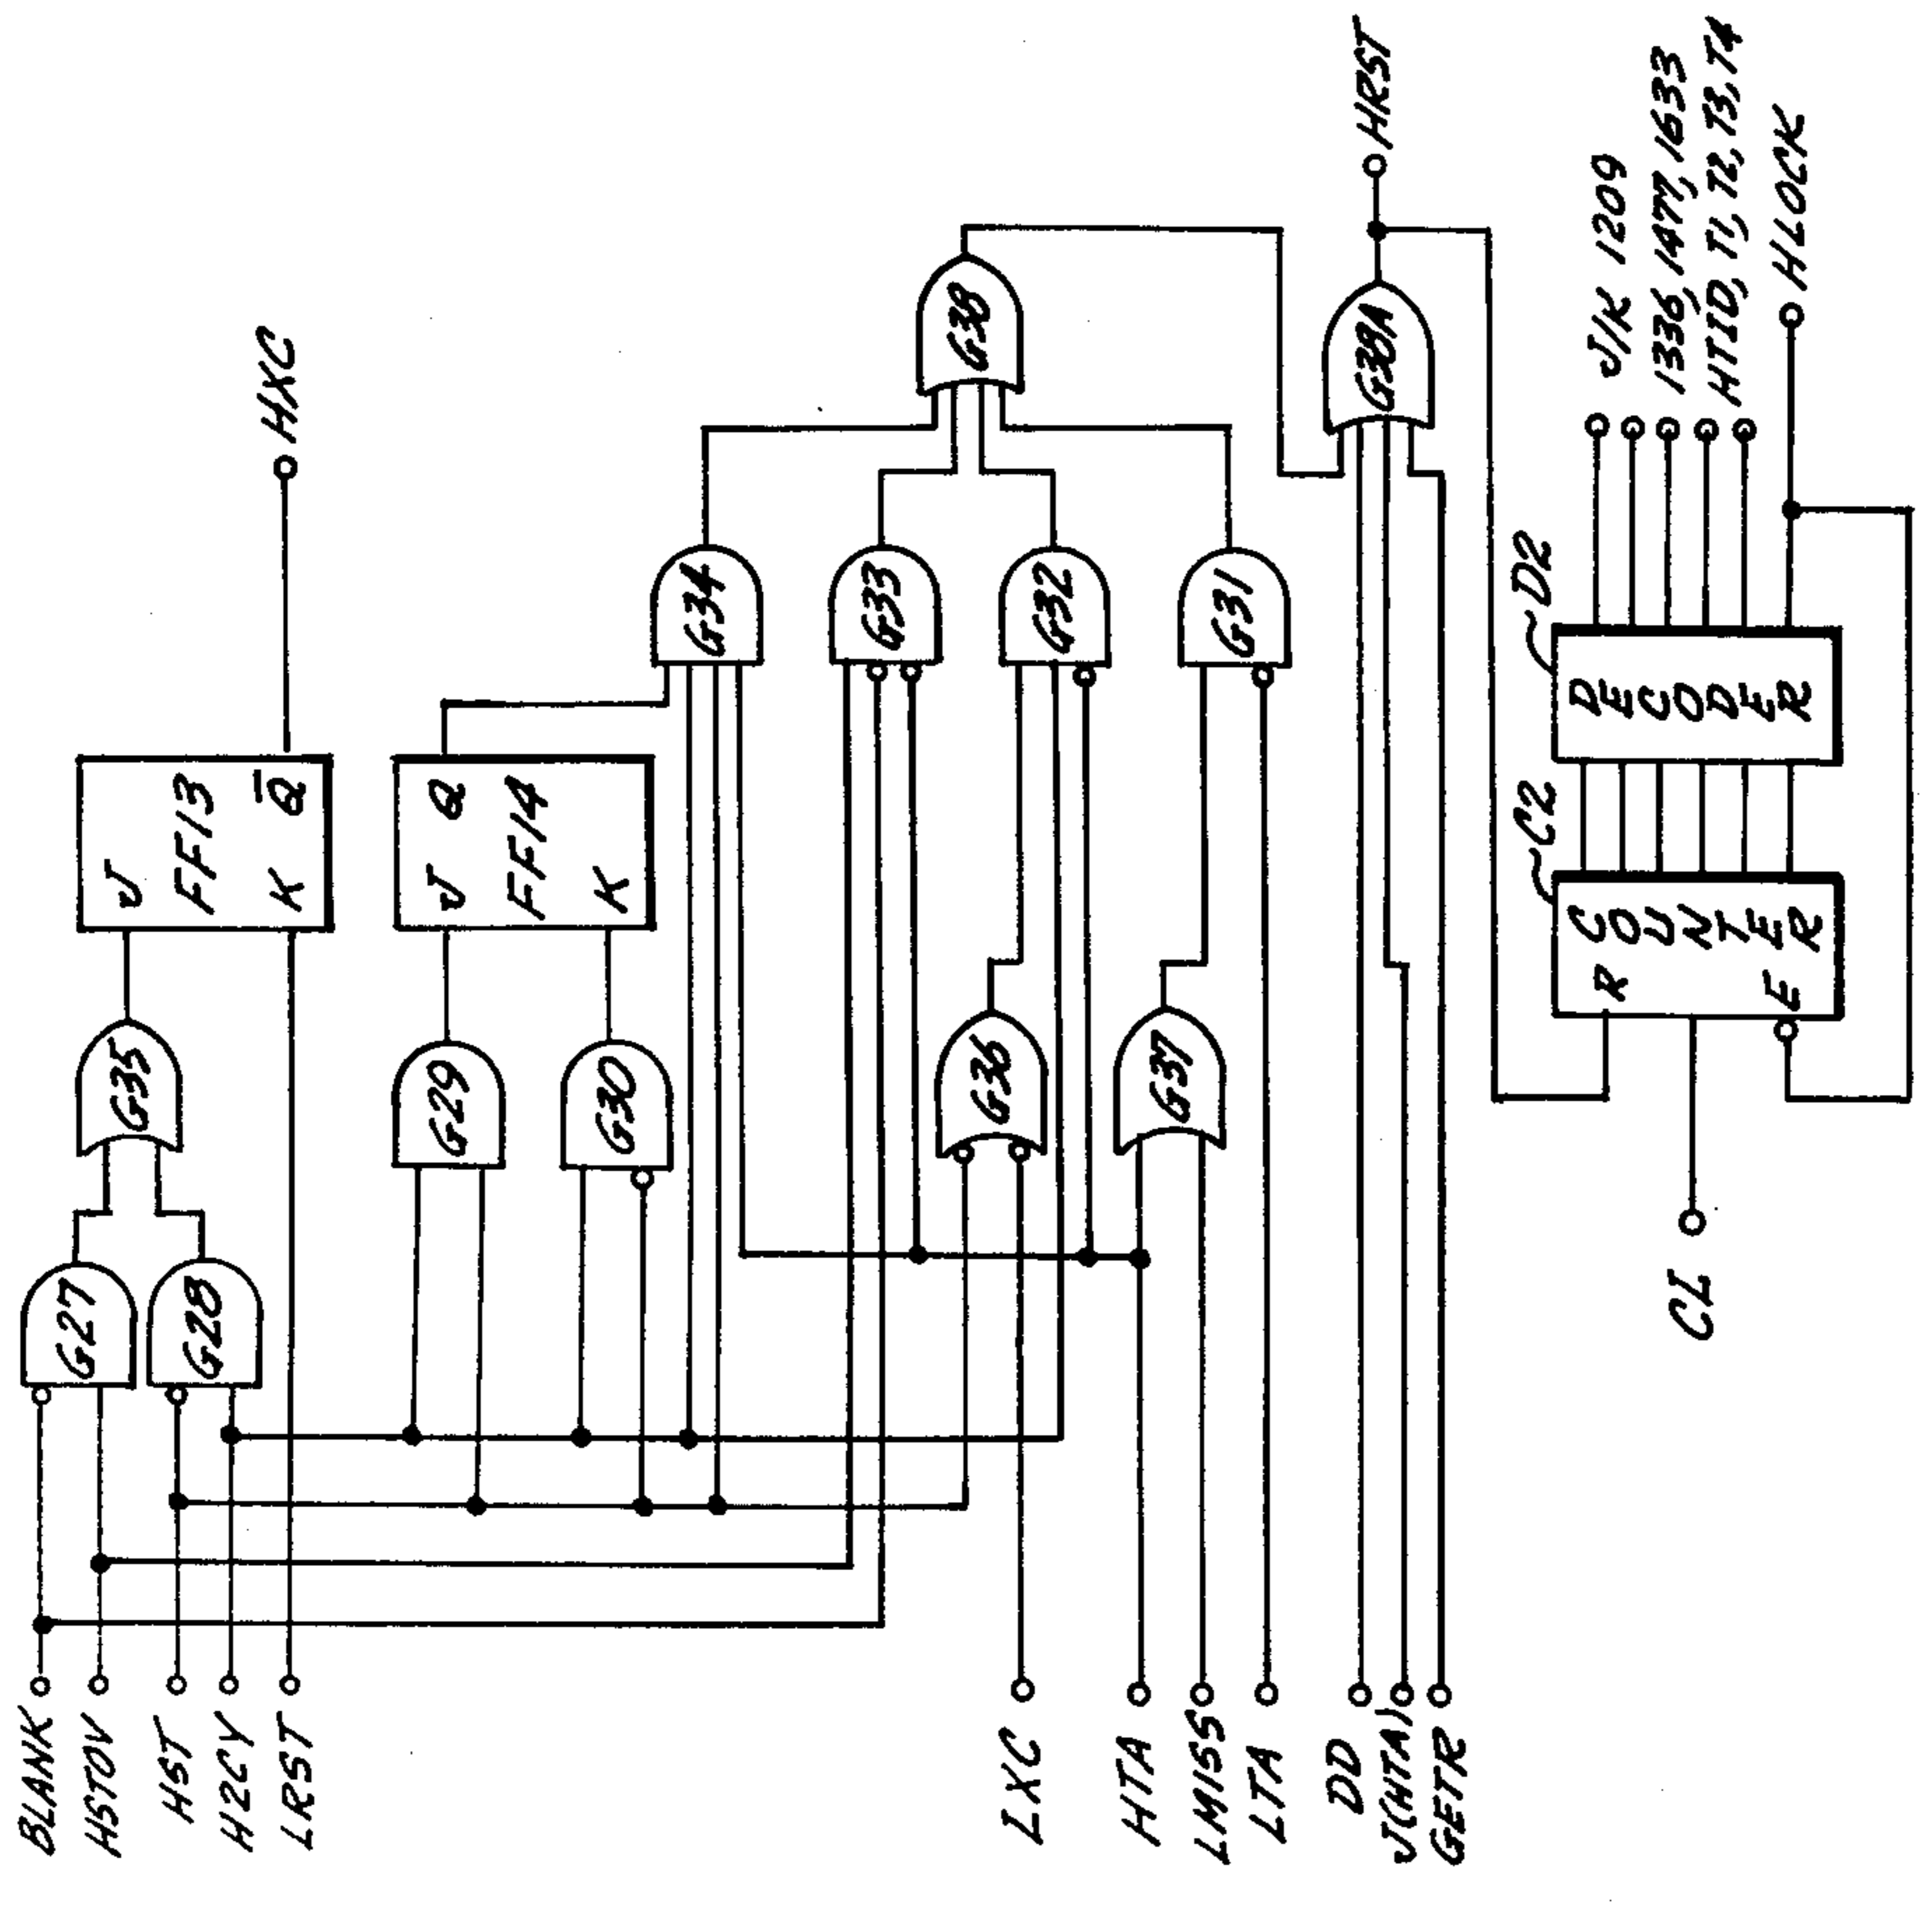 BLANK
HSTOV
HST
H2CY
LRST
LXC
HTA
LMISS
LTA
DD
J(HTA)
GETR
CL
G27
G28
G35
J
FF13
K
Q
HXC
G29
G30
J
Q
FF14
K
G34
G33
G32
G31
G36
G37
G38
G38A
HRST
C2
COUNTER
R
E
D2
DECODER
J/K 1209
1336, 1477, 1633
HTIO, T1, T2, T3, T4
HLOCK